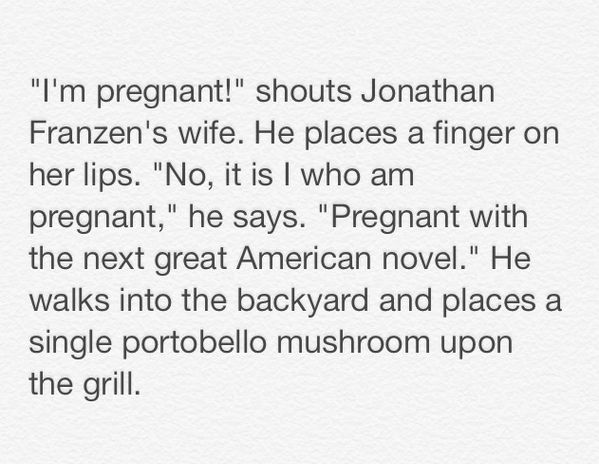 "I'm pregnant!" shouts Jonathan
Franzen's wife. He places a finger on
her lips. "No, it is I who am
pregnant," he says. "Pregnant with
the next great American novel." He
walks into the backyard and places a
single portobello mushroom upon
the grill.